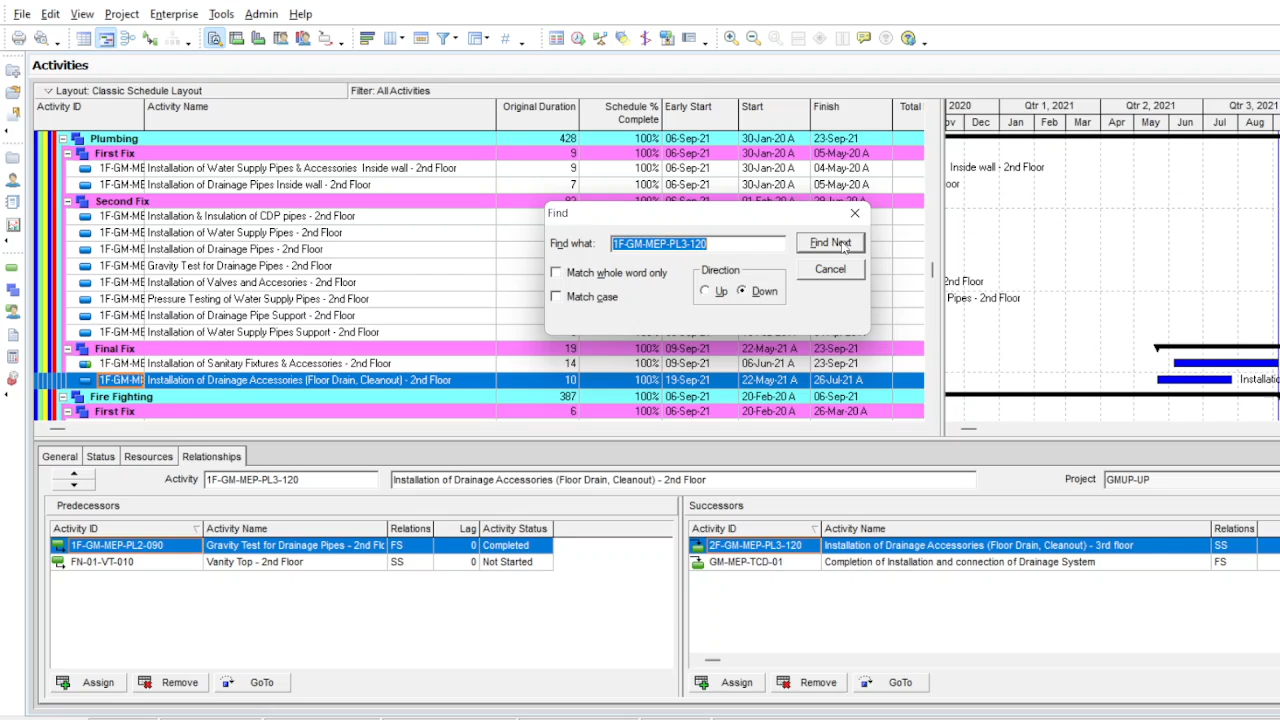 File Edit View Project Enterprise Tools Admin Help
Activities
Layout: Classic Schedule Layout Filter: All Activities
Activity ID Activity Name Original Duration Schedule % Complete Early Start Start Finish Total 2020 Qtr 1, 2021 Qtr 2, 2021 Qtr 3, 2021
Dec Jan Feb Mar Apr May Jun Jul Aug
Plumbing 428 100% 06-Sep-21 30-Jan-20 A 23-Sep-21
First Fix 9 100% 06-Sep-21 30-Jan-20 A 05-May-20 A
1F-GM-ME Installation of Water Supply Pipes & Accessories Inside wall - 2nd Floor 9 100% 06-Sep-21 30-Jan-20 A 04-May-20 A Inside wall - 2nd Floor
1F-GM-ME Installation of Drainage Pipes Inside wall - 2nd Floor 7 100% 06-Sep-21 30-Jan-20 A 05-May-20 A oor
Second Fix
1F-GM-ME Installation & Insulation of CDP pipes - 2nd Floor
1F-GM-ME Installation of Water Supply Pipes - 2nd Floor
1F-GM-ME Installation of Drainage Pipes - 2nd Floor
1F-GM-ME Gravity Test for Drainage Pipes - 2nd Floor
1F-GM-ME Installation of Valves and Accesories - 2nd Floor 2nd Floor
1F-GM-ME Pressure Testing of Water Supply Pipes - 2nd Floor Pipes - 2nd Floor
1F-GM-ME Installation of Drainage Pipe Support - 2nd Floor
1F-GM-ME Installation of Water Supply Pipes Support - 2nd Floor
Final Fix 19 100% 09-Sep-21 22-May-21 A 23-Sep-21
1F-GM-ME Installation of Sanitary Fixtures & Accessories - 2nd Floor 14 100% 09-Sep-21 01-Jun-21 A 23-Sep-21
1F-GM-ME Installation of Drainage Accessories (Floor Drain, Cleanout) - 2nd Floor 10 100% 19-Sep-21 22-May-21 A 26-Jul-21 A Installatio
Fire Fighting 387 100% 06-Sep-21 20-Feb-20 A 06-Sep-21
First Fix 6 100% 06-Sep-21 20-Feb-20 A 26-Mar-20 A
Find
Find what: 1F-GM-MEP-PL3-120 Find Next
Match whole word only Direction Cancel
Match case Up Down
General Status Resources Relationships
Activity 1F-GM-MEP-PL3-120 Installation of Drainage Accessories (Floor Drain, Cleanout) - 2nd Floor Project GMUP-UP
Predecessors
Activity ID Activity Name Relations Lag Activity Status
1F-GM-MEP-PL2-090 Gravity Test for Drainage Pipes - 2nd Flc FS 0 Completed
FN-01-VT-010 Vanity Top - 2nd Floor SS 0 Not Started
Assign Remove GoTo
Successors
Activity ID Activity Name Relations
2F-GM-MEP-PL3-120 Installation of Drainage Accessories (Floor Drain, Cleanout) - 3rd floor SS
GM-MEP-TCD-01 Completion of Installation and connection of Drainage System FS
Assign Remove GoTo